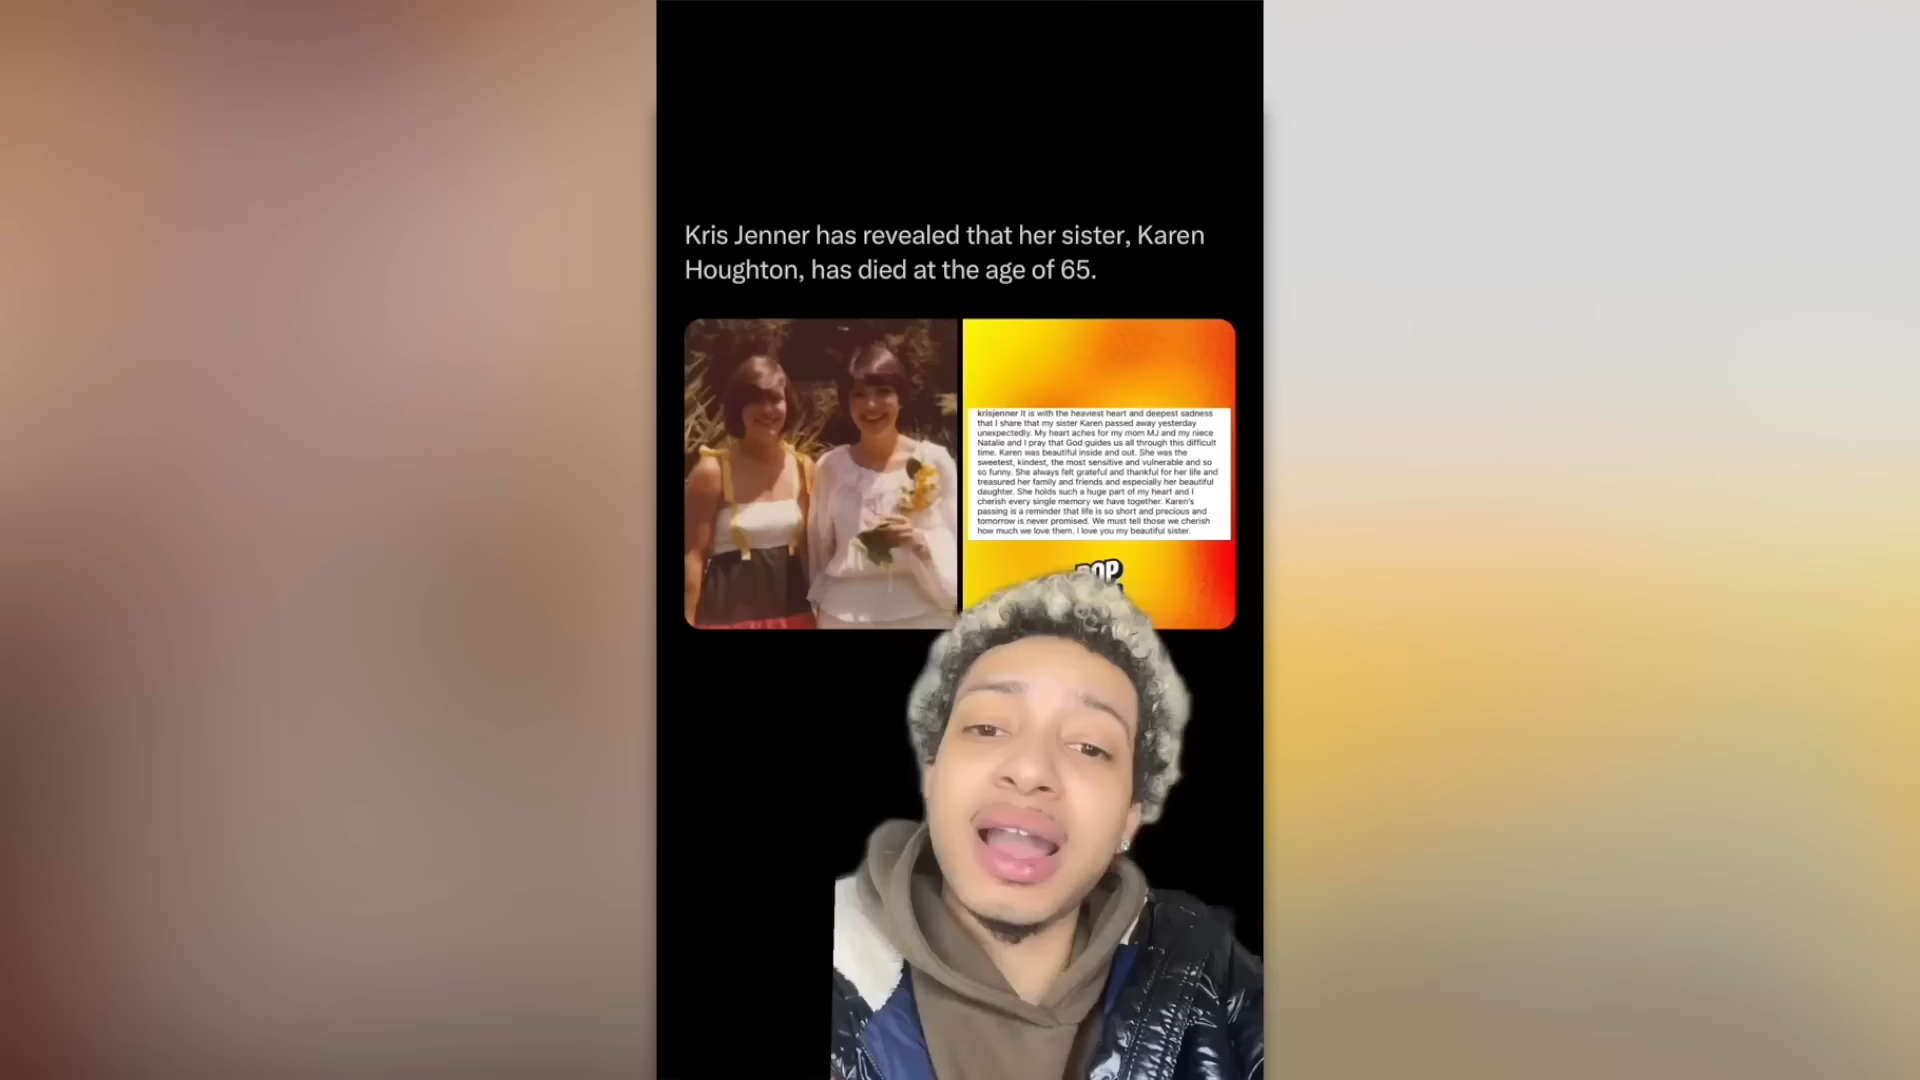 Kris Jenner has revealed that her sister, Karen
Houghton, has died at the age of 65.
krisjenner It is with the heaviest heart and deepest sadness
that I share that my sister Karen passed away yesterday
unexpectedly. My heart aches for my mom MJ and my niece
Natalie and I pray that God guides us all through this difficult
time. Karen was beautiful inside and out. She was the
sweetest, kindest, the most sensitive and vulnerable and so
so funny. She always felt grateful and thankful for her life and
treasured her family and friends and especially her beautiful
daughter. She holds such a huge part of my heart and I
cherish every single memory we have together. Karen's
passing is a reminder that life is so short and precious and
tomorrow is never promised. We must tell those we cherish
how much we love them. I love you my beautiful sister.
POP